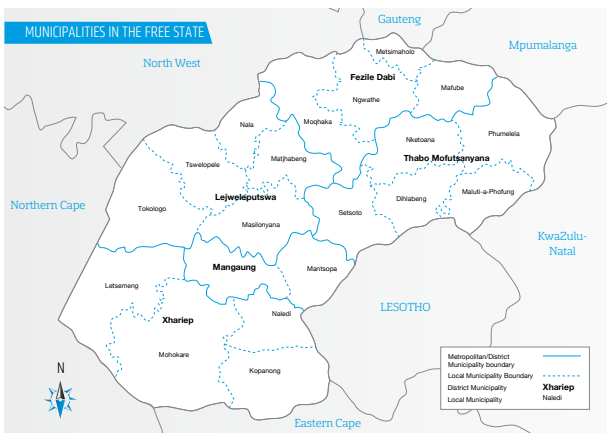 MUNICIPALITIES IN THE FREE STATE
Gauteng
Mpumalanga
North West
Metsimaholo
Fezile Dabi
Mafube
Ngwathe
Nala
Moqhaka
Nketoana
Phumelela
Matjhabeng
Thabo Mofutsanyana
Tswelopele
Maluti-a-Phofung
Lejweleputswa
Dihlabeng
Northern Cape
Tokologo
Setsoto
Masilonyana
KwaZulu-
Natal
Mangaung
Mantsopa
Letsemeng
LESOTHO
Naledi
Xhariep
Mohokare
Kopanong
N
Eastern Cape
Metropolitan/District
Municipality boundary
Local Municipality Boundary
District Municipality Xhariep
Local Municipality Naledi